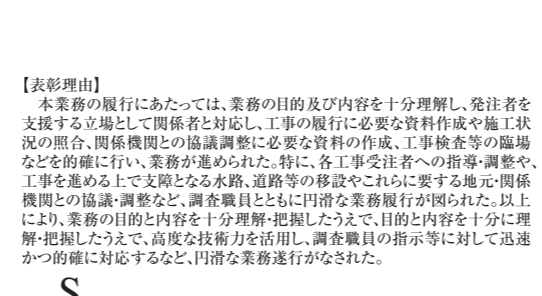 【表彰理由】
　本業務の履行にあたっては、業務の目的及び内容を十分理解し、発注者を
支援する立場として関係者と対応し、工事の履行に必要な資料作成や施工状
況の照合、関係機関との協議調整に必要な資料の作成、工事検査等の臨場
などを的確に行い、業務が進められた。特に、各工事受注者への指導・調整や、
工事を進める上で支障となる水路、道路等の移設やこれらに要する地元・関係
機関との協議・調整など、調査職員とともに円滑な業務履行が図られた。以上
により、業務の目的と内容を十分理解・把握したうえで、目的と内容を十分に理
解・把握したうえで、高度な技術力を活用し、調査職員の指示等に対して迅速
かつ的確に対応するなど、円滑な業務遂行がなされた。
S